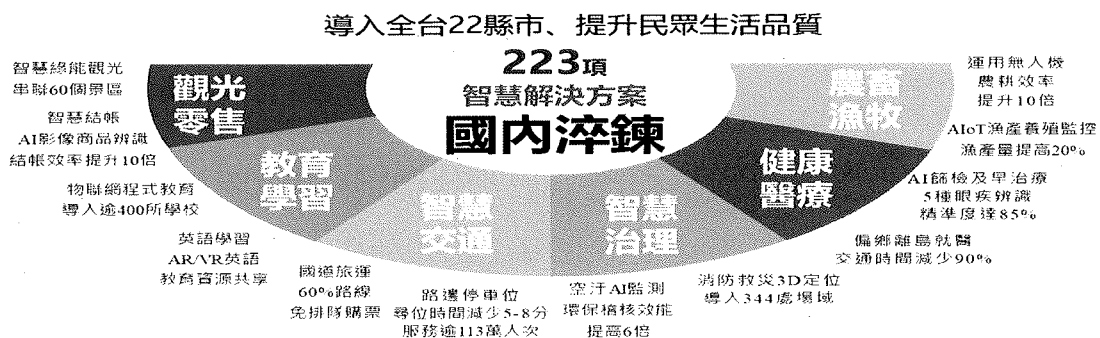 導入全台22縣市、提升民眾生活品質
223項
智慧解決方案
國內淬鍊
觀光
零售
智慧綠能觀光
串聯60個景區
智慧結帳
AI影像商品辨識
結帳效率提升10倍
教育
學習
物聯網程式教育
導入逾400所學校
英語學習
AR/VR英語
教育資源共享
智慧
交通
國道旅運
60%路線
免排隊購票
路邊停車位
尋位時間減少5-8分
服務逾113萬人次
智慧
治理
空汙AI監測
環保稽核效能
提高6倍
消防救災3D定位
導入344處場域
健康
醫療
AI篩檢及早治療
5種眼疾辨識
精準度達85%
偏鄉離島就醫
交通時間減少90%
農畜
漁牧
運用無人機
農耕效率
提升10倍
AIoT漁產養殖監控
漁產量提高20%